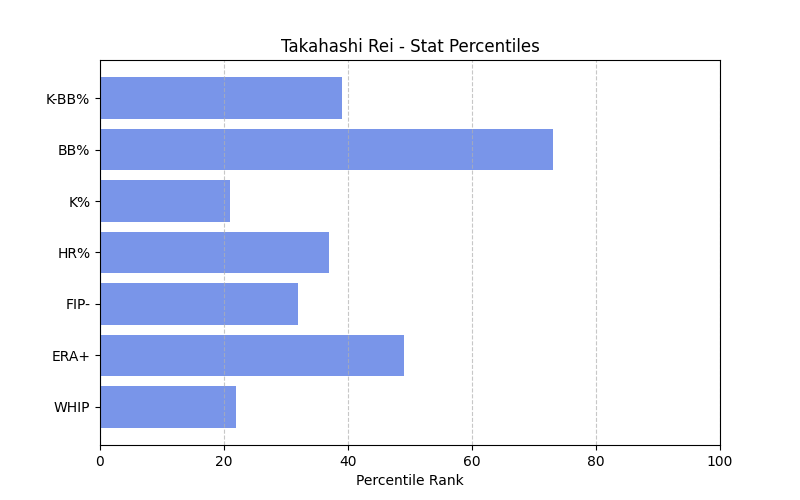 Takahashi Rei - Stat Percentiles
K-BB%
BB%
K%
HR%
FIP-
ERA+
WHIP
0 20 40 60 80 100
Percentile Rank